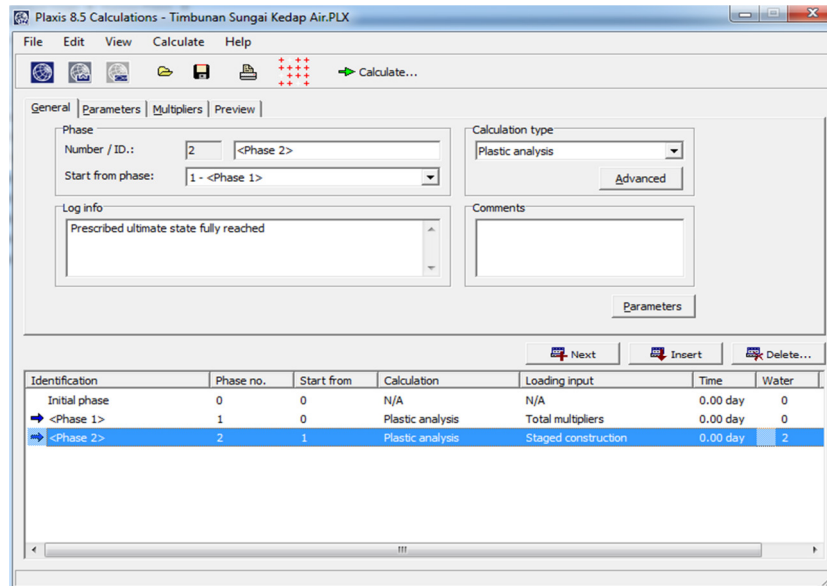 Plaxis 8.5 Calculations - Timbunan Sungai Kedap Air.PLX
File Edit View Calculate Help
Calculate...
General Parameters Multipliers Preview
Phase
Number / ID.: 2 <Phase 2>
Start from phase: 1 - <Phase 1>
Calculation type
Plastic analysis
Advanced
Log info
Prescribed ultimate state fully reached
Comments
Parameters
Next Insert Delete...
Identification Phase no. Start from Calculation Loading input Time Water
Initial phase 0 0 N/A N/A 0.00 day 0
<Phase 1> 1 0 Plastic analysis Total multipliers 0.00 day 0
<Phase 2> 2 1 Plastic analysis Staged construction 0.00 day 2